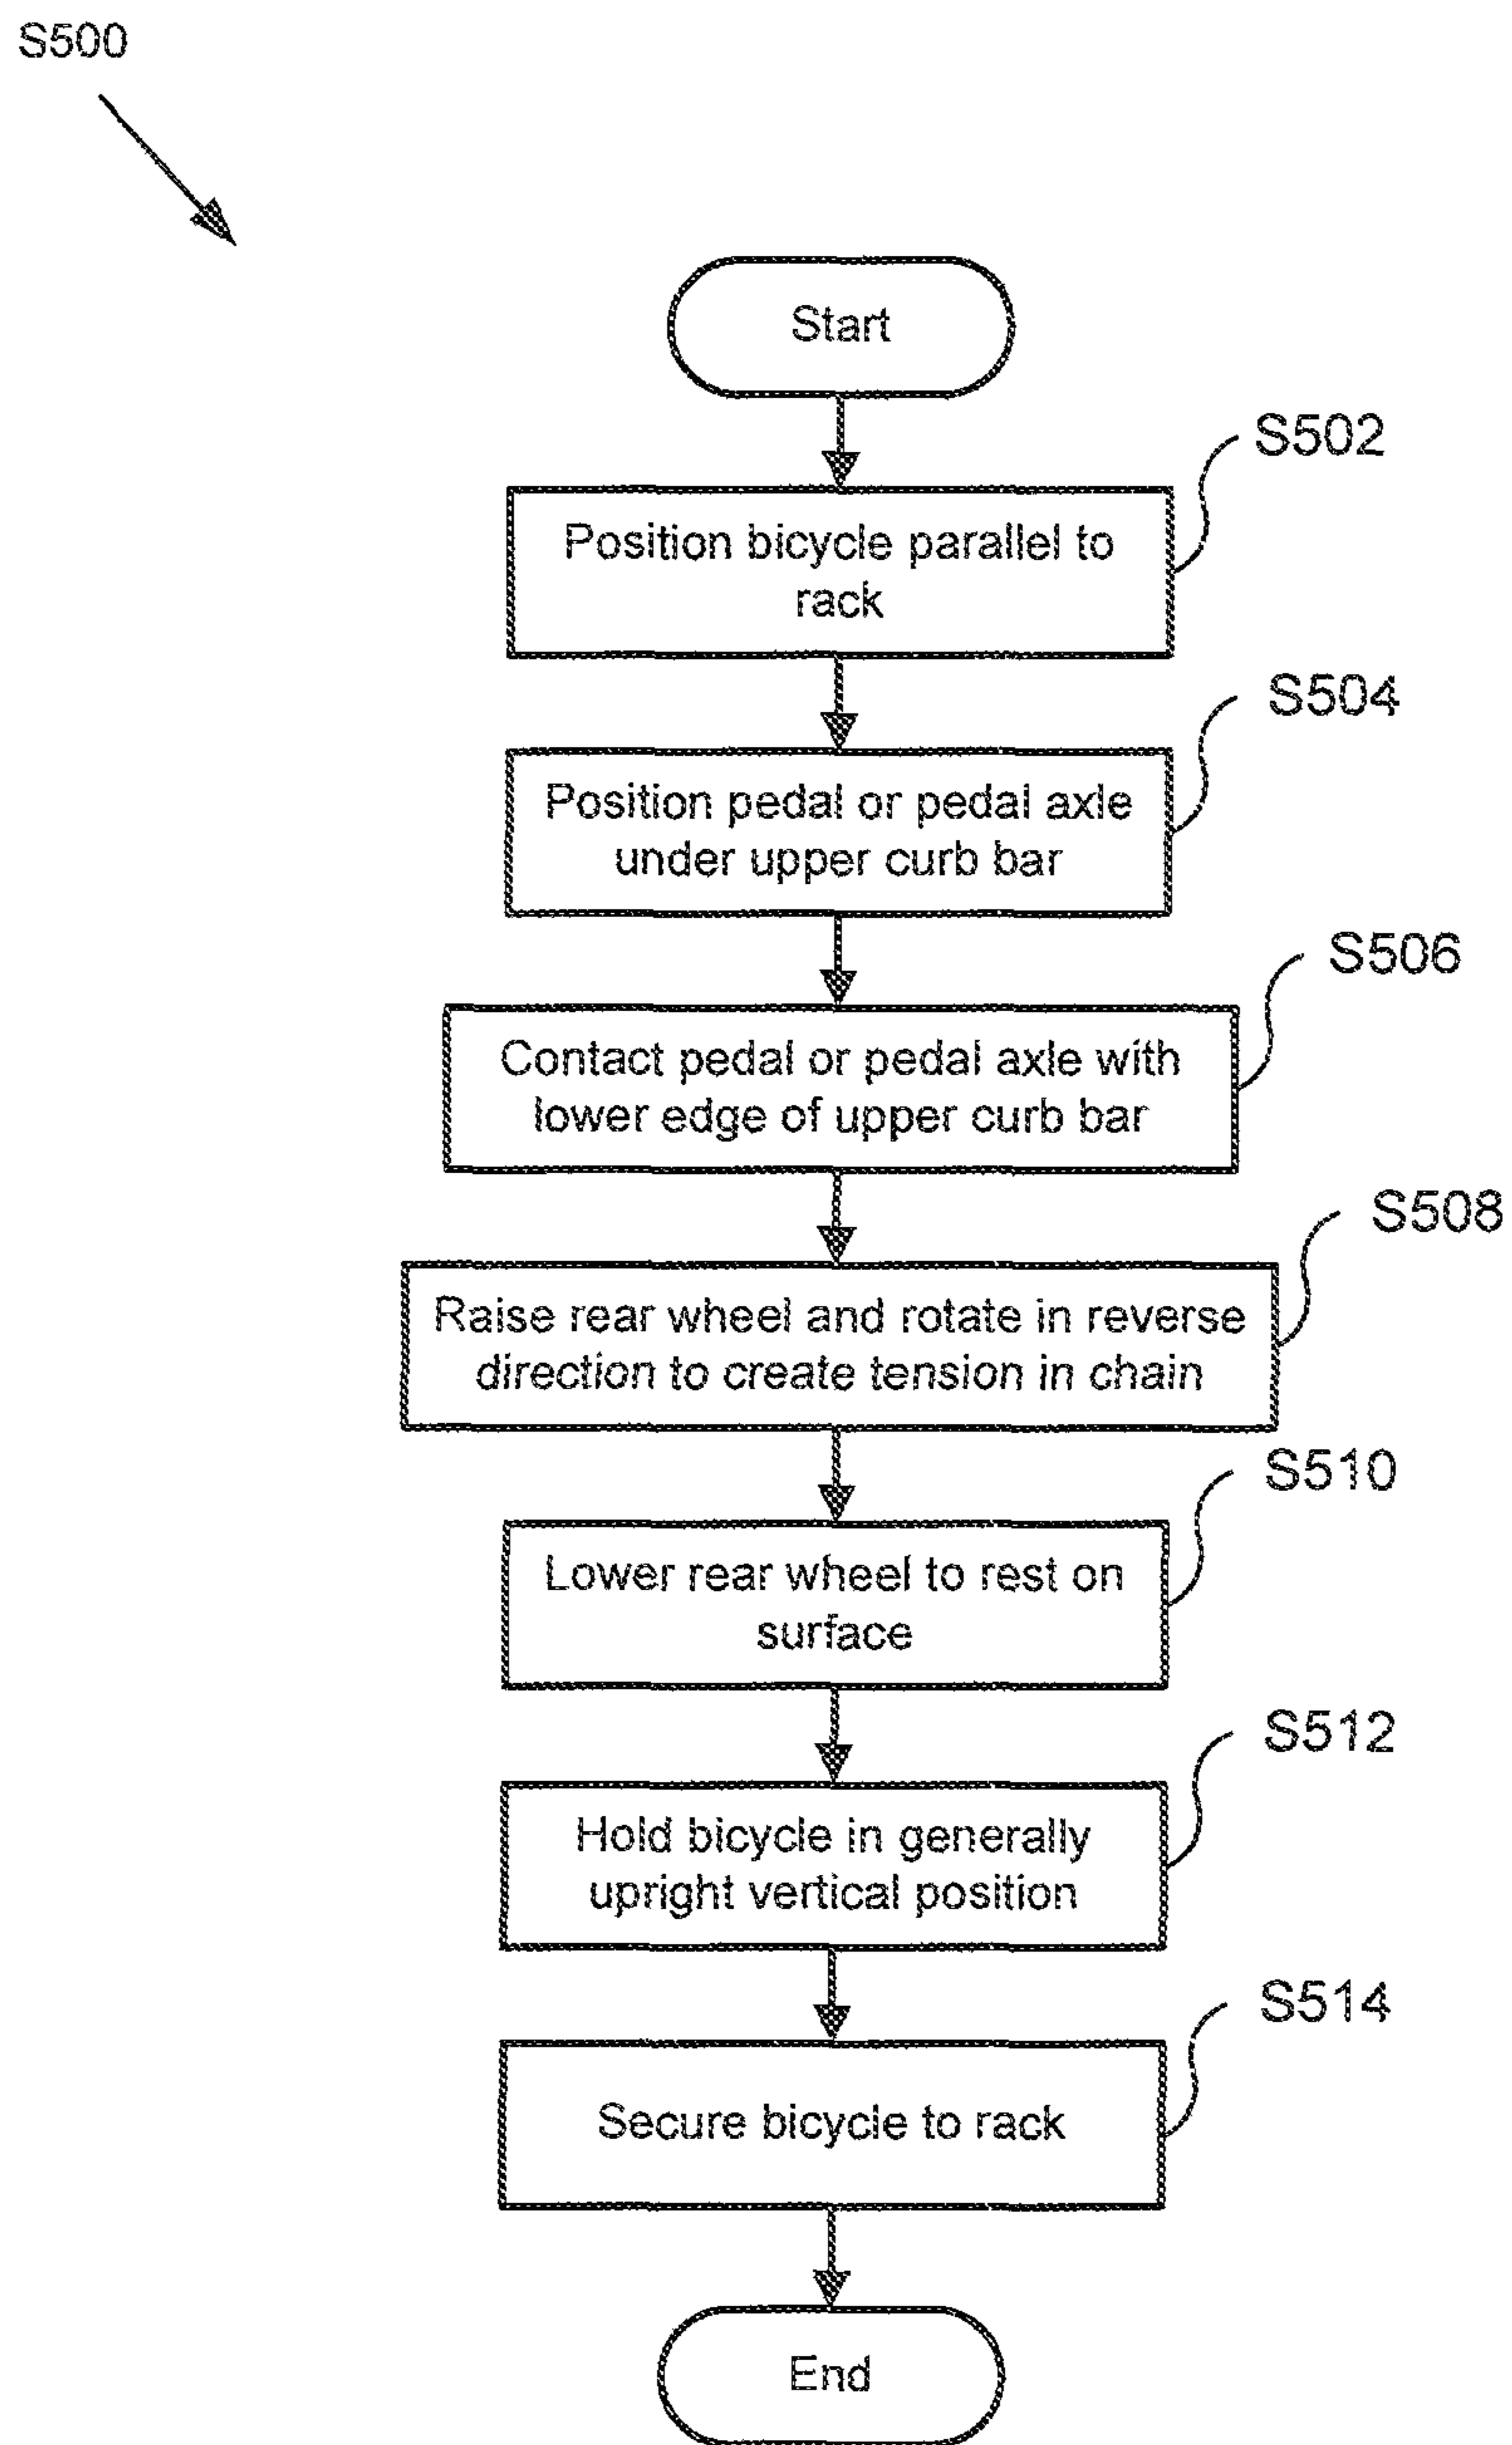 S500
Start
S502
Position bicycle parallel to
rack
S504
Position pedal or pedal axle
under upper curb bar
S506
Contact pedal or pedal axle with
lower edge of upper curb bar
S508
Raise rear wheel and rotate in reverse
direction to create tension in chain
S510
Lower rear wheel to rest on
surface
S512
Hold bicycle in generally
upright vertical position
S514
Secure bicycle to rack
End